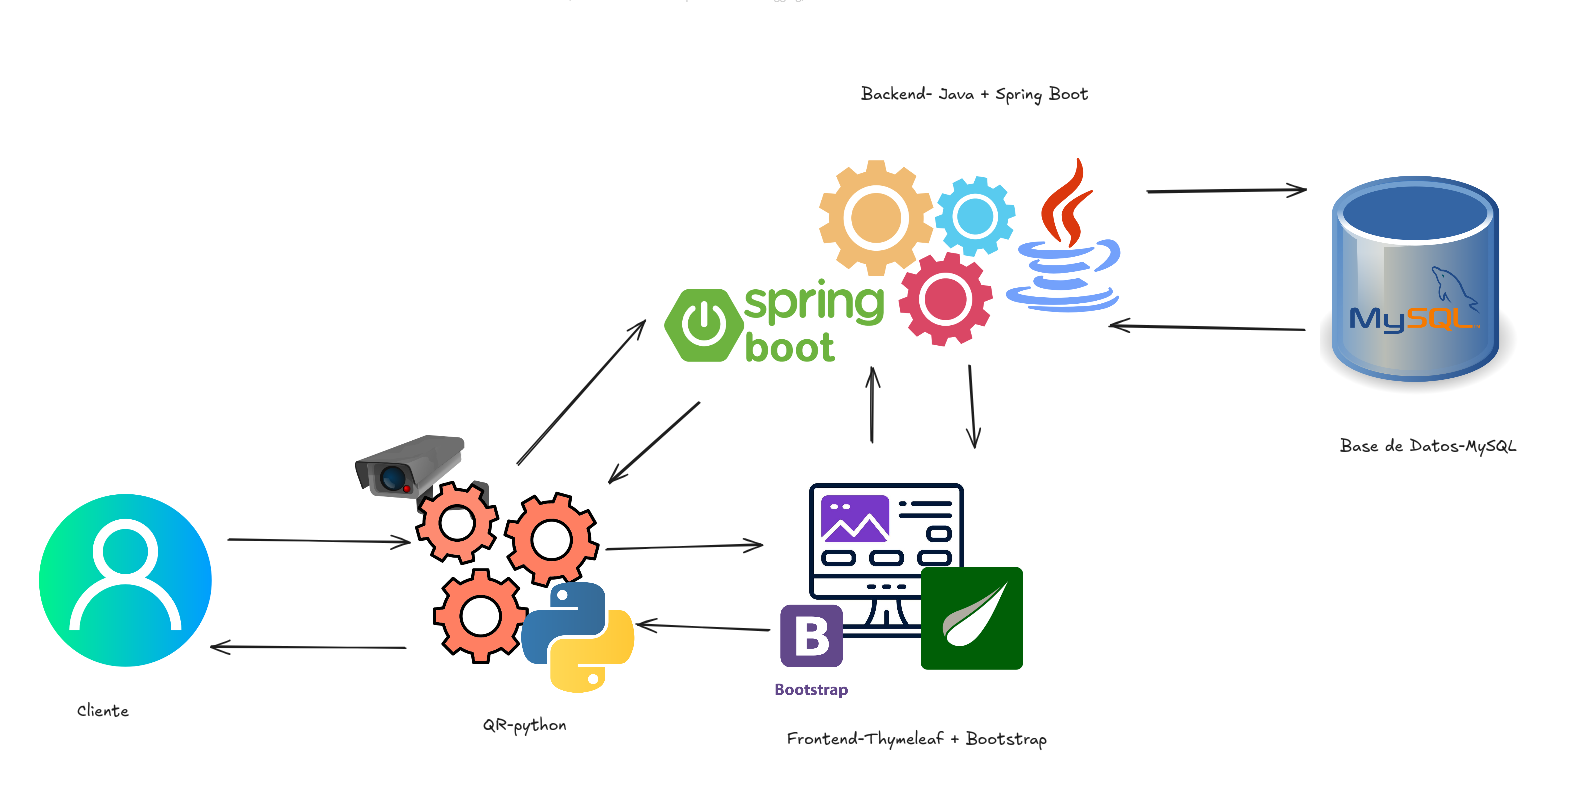 Backend- Java + Spring Boot
spring
boot
MySQL
Base de Datos-MySQL
B
Bootstrap
Cliente
QR-python
Frontend-Thymeleaf + Bootstrap